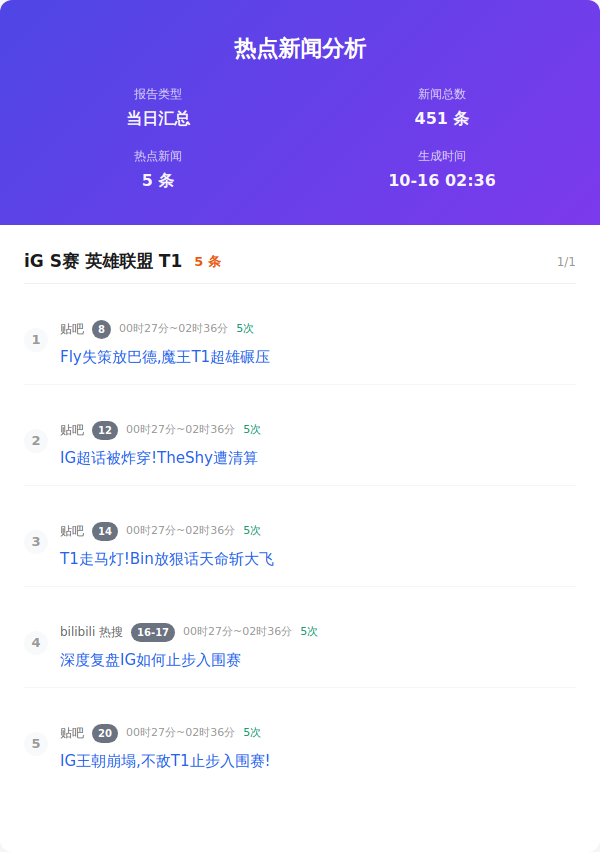 热点新闻分析
报告类型
新闻总数
当日汇总
451 条
热点新闻
生成时间
5 条
10-16 02:36
iG S赛 英雄联盟 T1 5 条 1/1
1
贴吧 8 00时27分~02时36分 5次
Fly失策放巴德,魔王T1超雄碾压
2
贴吧 12 00时27分~02时36分 5次
IG超话被炸穿!TheShy遭清算
3
贴吧 14 00时27分~02时36分 5次
T1走马灯!Bin放狠话天命斩大飞
4
bilibili 热搜 16-17 00时27分~02时36分 5次
深度复盘IG如何止步入围赛
5
贴吧 20 00时27分~02时36分 5次
IG王朝崩塌,不敌T1止步入围赛!